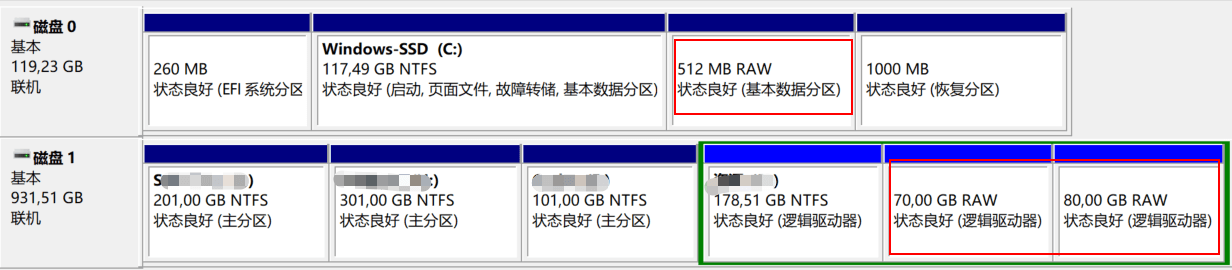 磁盘 0
基本
119,23 GB
联机
260 MB
状态良好 (EFI 系统分区
Windows-SSD (C:)
117,49 GB NTFS
状态良好 (启动, 页面文件, 故障转储, 基本数据分区)
512 MB RAW
状态良好 (基本数据分区)
1000 MB
状态良好 (恢复分区)
磁盘 1
基本
931,51 GB
联机
201,00 GB NTFS
状态良好 (主分区)
301,00 GB NTFS
状态良好 (主分区)
101,00 GB NTFS
状态良好 (主分区)
178,51 GB NTFS
状态良好 (逻辑驱动器)
70,00 GB RAW
状态良好 (逻辑驱动器)
80,00 GB RAW
状态良好 (逻辑驱动器)